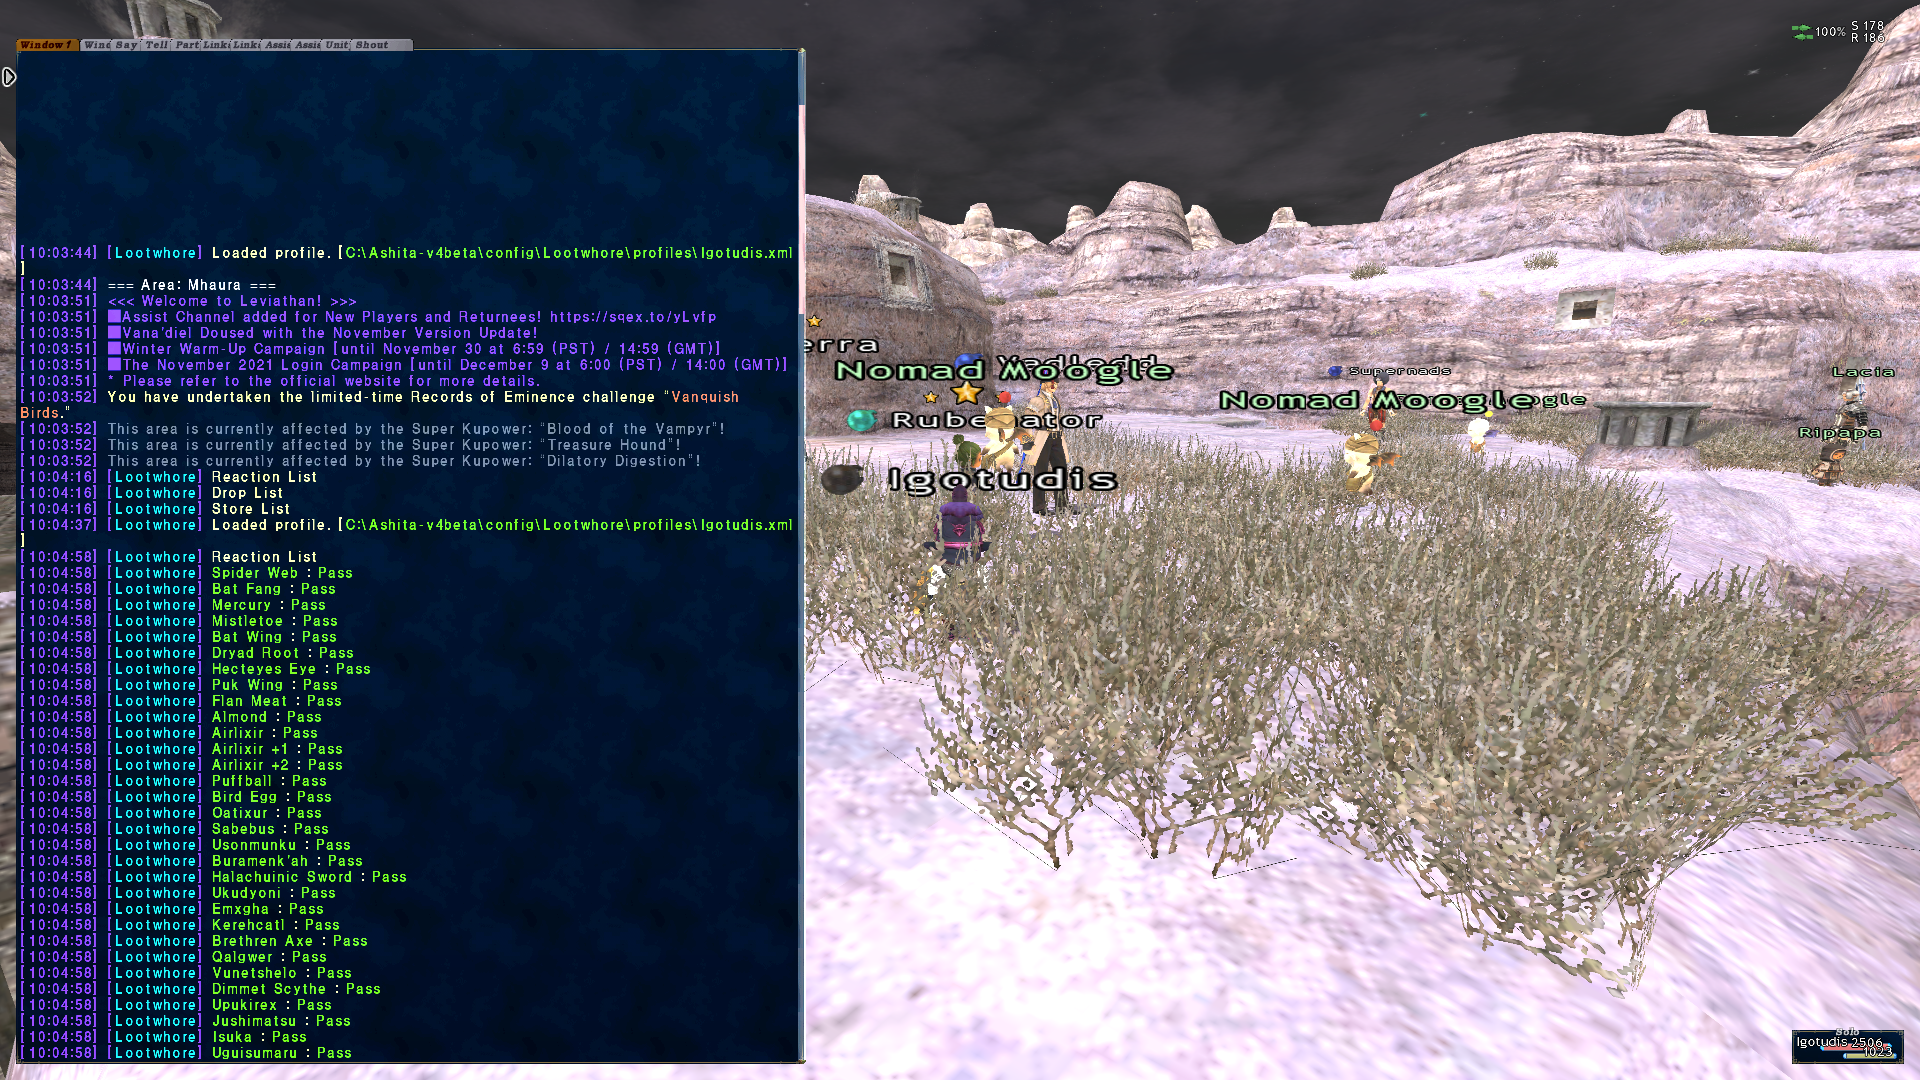 Window 1 Wind Say Tell Part Link Link Assi Assi Unit Shout
[10:03:44] [Lootwhore] Loaded profile. [C:\Ashita-v4beta\config\Lootwhore\profiles\Igotudis.xml
]
[10:03:44] === Area: Mhaura ===
[10:03:51] <<< Welcome to Leviathan! >>>
[10:03:51] ■Assist Channel added for New Players and Returnees! https://sqex.to/yLvfp
[10:03:51] ■Vana'diel Doused with the November Version Update!
[10:03:51] ■Winter Warm-Up Campaign [until November 30 at 6:59 (PST) / 14:59 (GMT)]
[10:03:51] ■The November 2021 Login Campaign [until December 9 at 6:00 (PST) / 14:00 (GMT)]
[10:03:51] * Please refer to the official website for more details.
[10:03:52] You have undertaken the limited-time Records of Eminence challenge "Vanquish
Birds."
[10:03:52] This area is currently affected by the Super Kupower: "Blood of the Vampyr"!
[10:03:52] This area is currently affected by the Super Kupower: "Treasure Hound"!
[10:03:52] This area is currently affected by the Super Kupower: "Dilatory Digestion"!
[10:04:16] [Lootwhore] Reaction List
[10:04:16] [Lootwhore] Drop List
[10:04:16] [Lootwhore] Store List
[10:04:37] [Lootwhore] Loaded profile. [C:\Ashita-v4beta\config\Lootwhore\profiles\Igotudis.xml
]
[10:04:58] [Lootwhore] Reaction List
[10:04:58] [Lootwhore] Spider Web : Pass
[10:04:58] [Lootwhore] Bat Fang : Pass
[10:04:58] [Lootwhore] Mercury : Pass
[10:04:58] [Lootwhore] Mistletoe : Pass
[10:04:58] [Lootwhore] Bat Wing : Pass
[10:04:58] [Lootwhore] Dryad Root : Pass
[10:04:58] [Lootwhore] Hecteyes Eye : Pass
[10:04:58] [Lootwhore] Puk Wing : Pass
[10:04:58] [Lootwhore] Flan Meat : Pass
[10:04:58] [Lootwhore] Almond : Pass
[10:04:58] [Lootwhore] Airlixir : Pass
[10:04:58] [Lootwhore] Airlixir +1 : Pass
[10:04:58] [Lootwhore] Airlixir +2 : Pass
[10:04:58] [Lootwhore] Puffball : Pass
[10:04:58] [Lootwhore] Bird Egg : Pass
[10:04:58] [Lootwhore] Oatixur : Pass
[10:04:58] [Lootwhore] Sabebus : Pass
[10:04:58] [Lootwhore] Usonmunku : Pass
[10:04:58] [Lootwhore] Buramenk'ah : Pass
[10:04:58] [Lootwhore] Halachuinic Sword : Pass
[10:04:58] [Lootwhore] Ukudyoni : Pass
[10:04:58] [Lootwhore] Emxgha : Pass
[10:04:58] [Lootwhore] Kerehcatl : Pass
[10:04:58] [Lootwhore] Brethren Axe : Pass
[10:04:58] [Lootwhore] Qalgwer : Pass
[10:04:58] [Lootwhore] Vunetshelo : Pass
[10:04:58] [Lootwhore] Dimmet Scythe : Pass
[10:04:58] [Lootwhore] Upukirex : Pass
[10:04:58] [Lootwhore] Jushimatsu : Pass
[10:04:58] [Lootwhore] Isuka : Pass
[10:04:58] [Lootwhore] Uguisumaru : Pass
100% S 178
R 186
erra
Nomad Moogle
Supernads
Lacia
Nomad Moogle
ogle
Ripapa
Igotudis
Solo
Igotudis 2506
1023